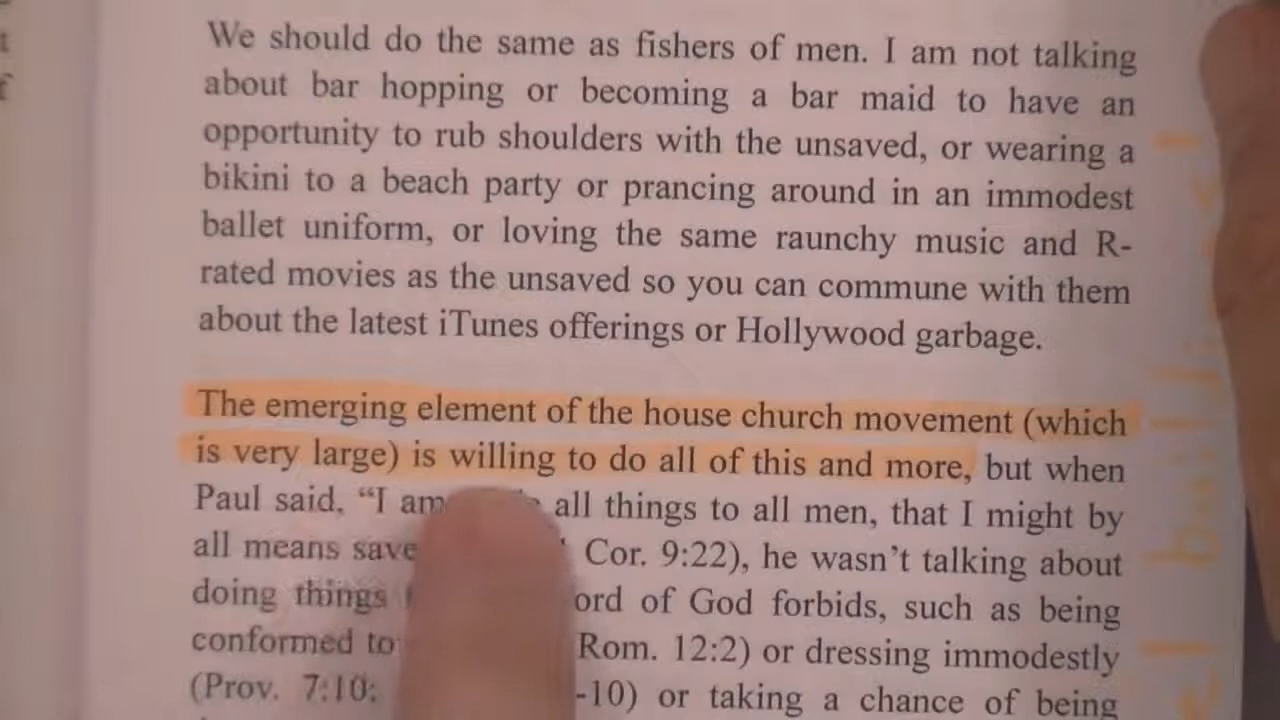 We should do the same as fishers of men. I am not talking
about bar hopping or becoming a bar maid to have an
opportunity to rub shoulders with the unsaved, or wearing a
bikini to a beach party or prancing around in an immodest
ballet uniform, or loving the same raunchy music and R-
rated movies as the unsaved so you can commune with them
about the latest iTunes offerings or Hollywood garbage.
The emerging element of the house church movement (which
is very large) is willing to do all of this and more, but when
Paul said, “I am all things to all men, that I might by
all means save Cor. 9:22), he wasn’t talking about
doing things of God forbids, such as being
conformed to Rom. 12:2) or dressing immodestly
(Prov. 7:10; -10) or taking a chance of being